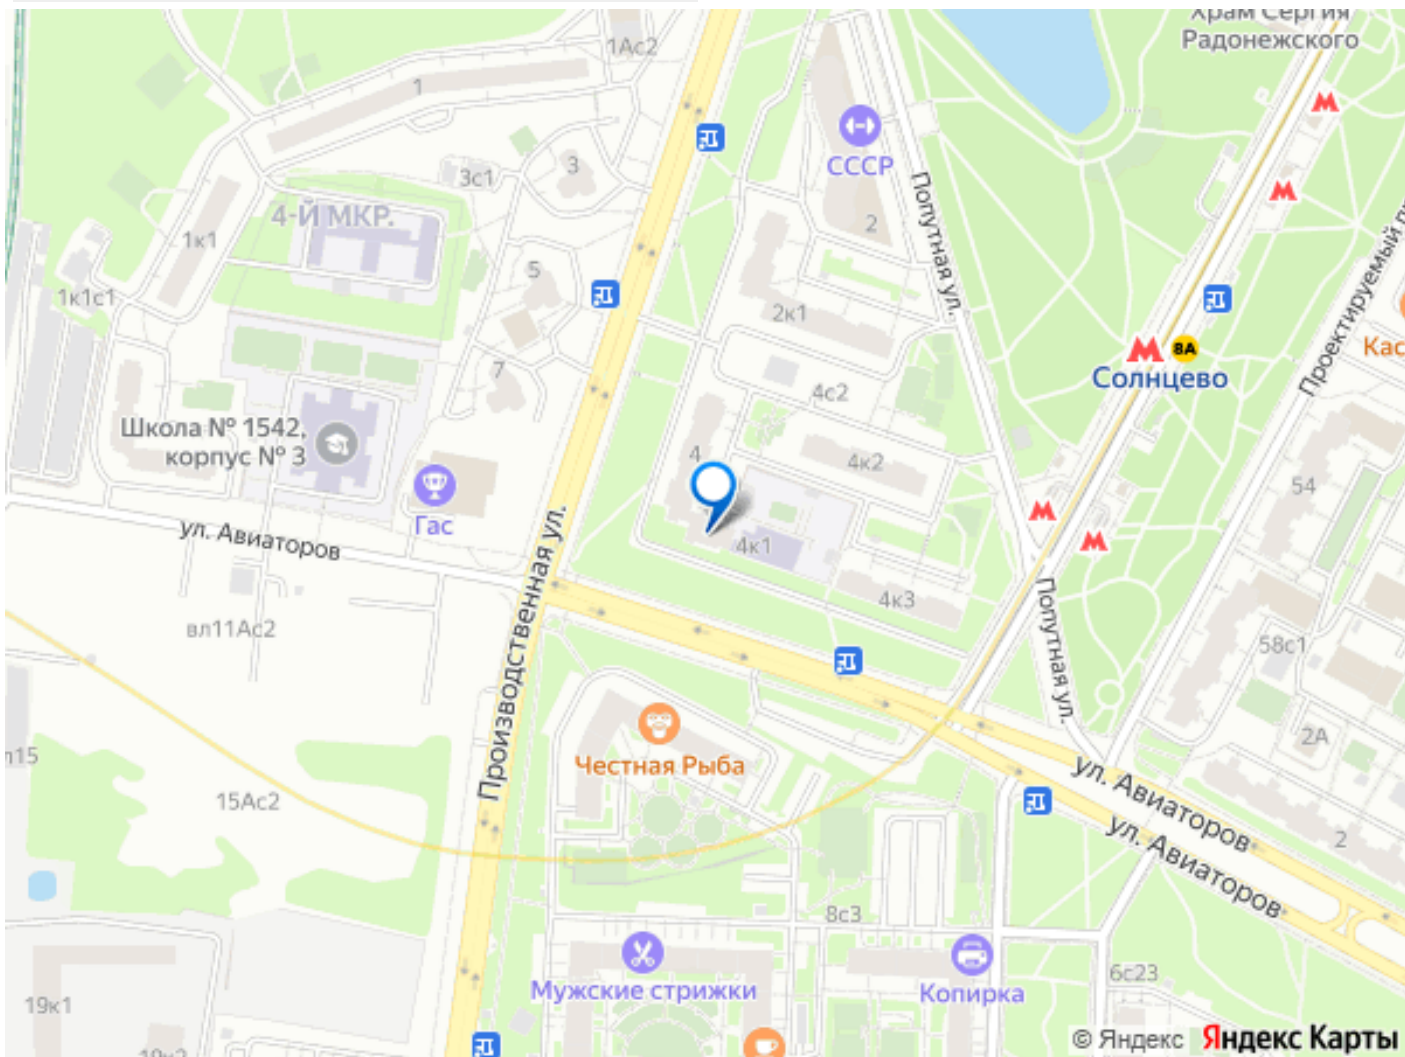 Храм Сергия
Радонежского
1Ас2
1
СССР
3
3с1
4-Й МКР.
1к1
2
Попутная ул.
5
1к1с1
2к1
Проектируемый
8А
Солнцево
Кас
7
4с2
Школа № 1542,
корпус № 3
4
4к2
54
Гас
ул. Авиаторов
Производственная ул.
4к1
4к3
вл11Ас2
Попутная ул.
58с1
2А
Честная Рыба
15Ас2
ул. Авиаторов
ул. Авиаторов
2
8с3
Мужские стрижки
Копирка
6с23
19к1
© Яндекс Яндекс Карты